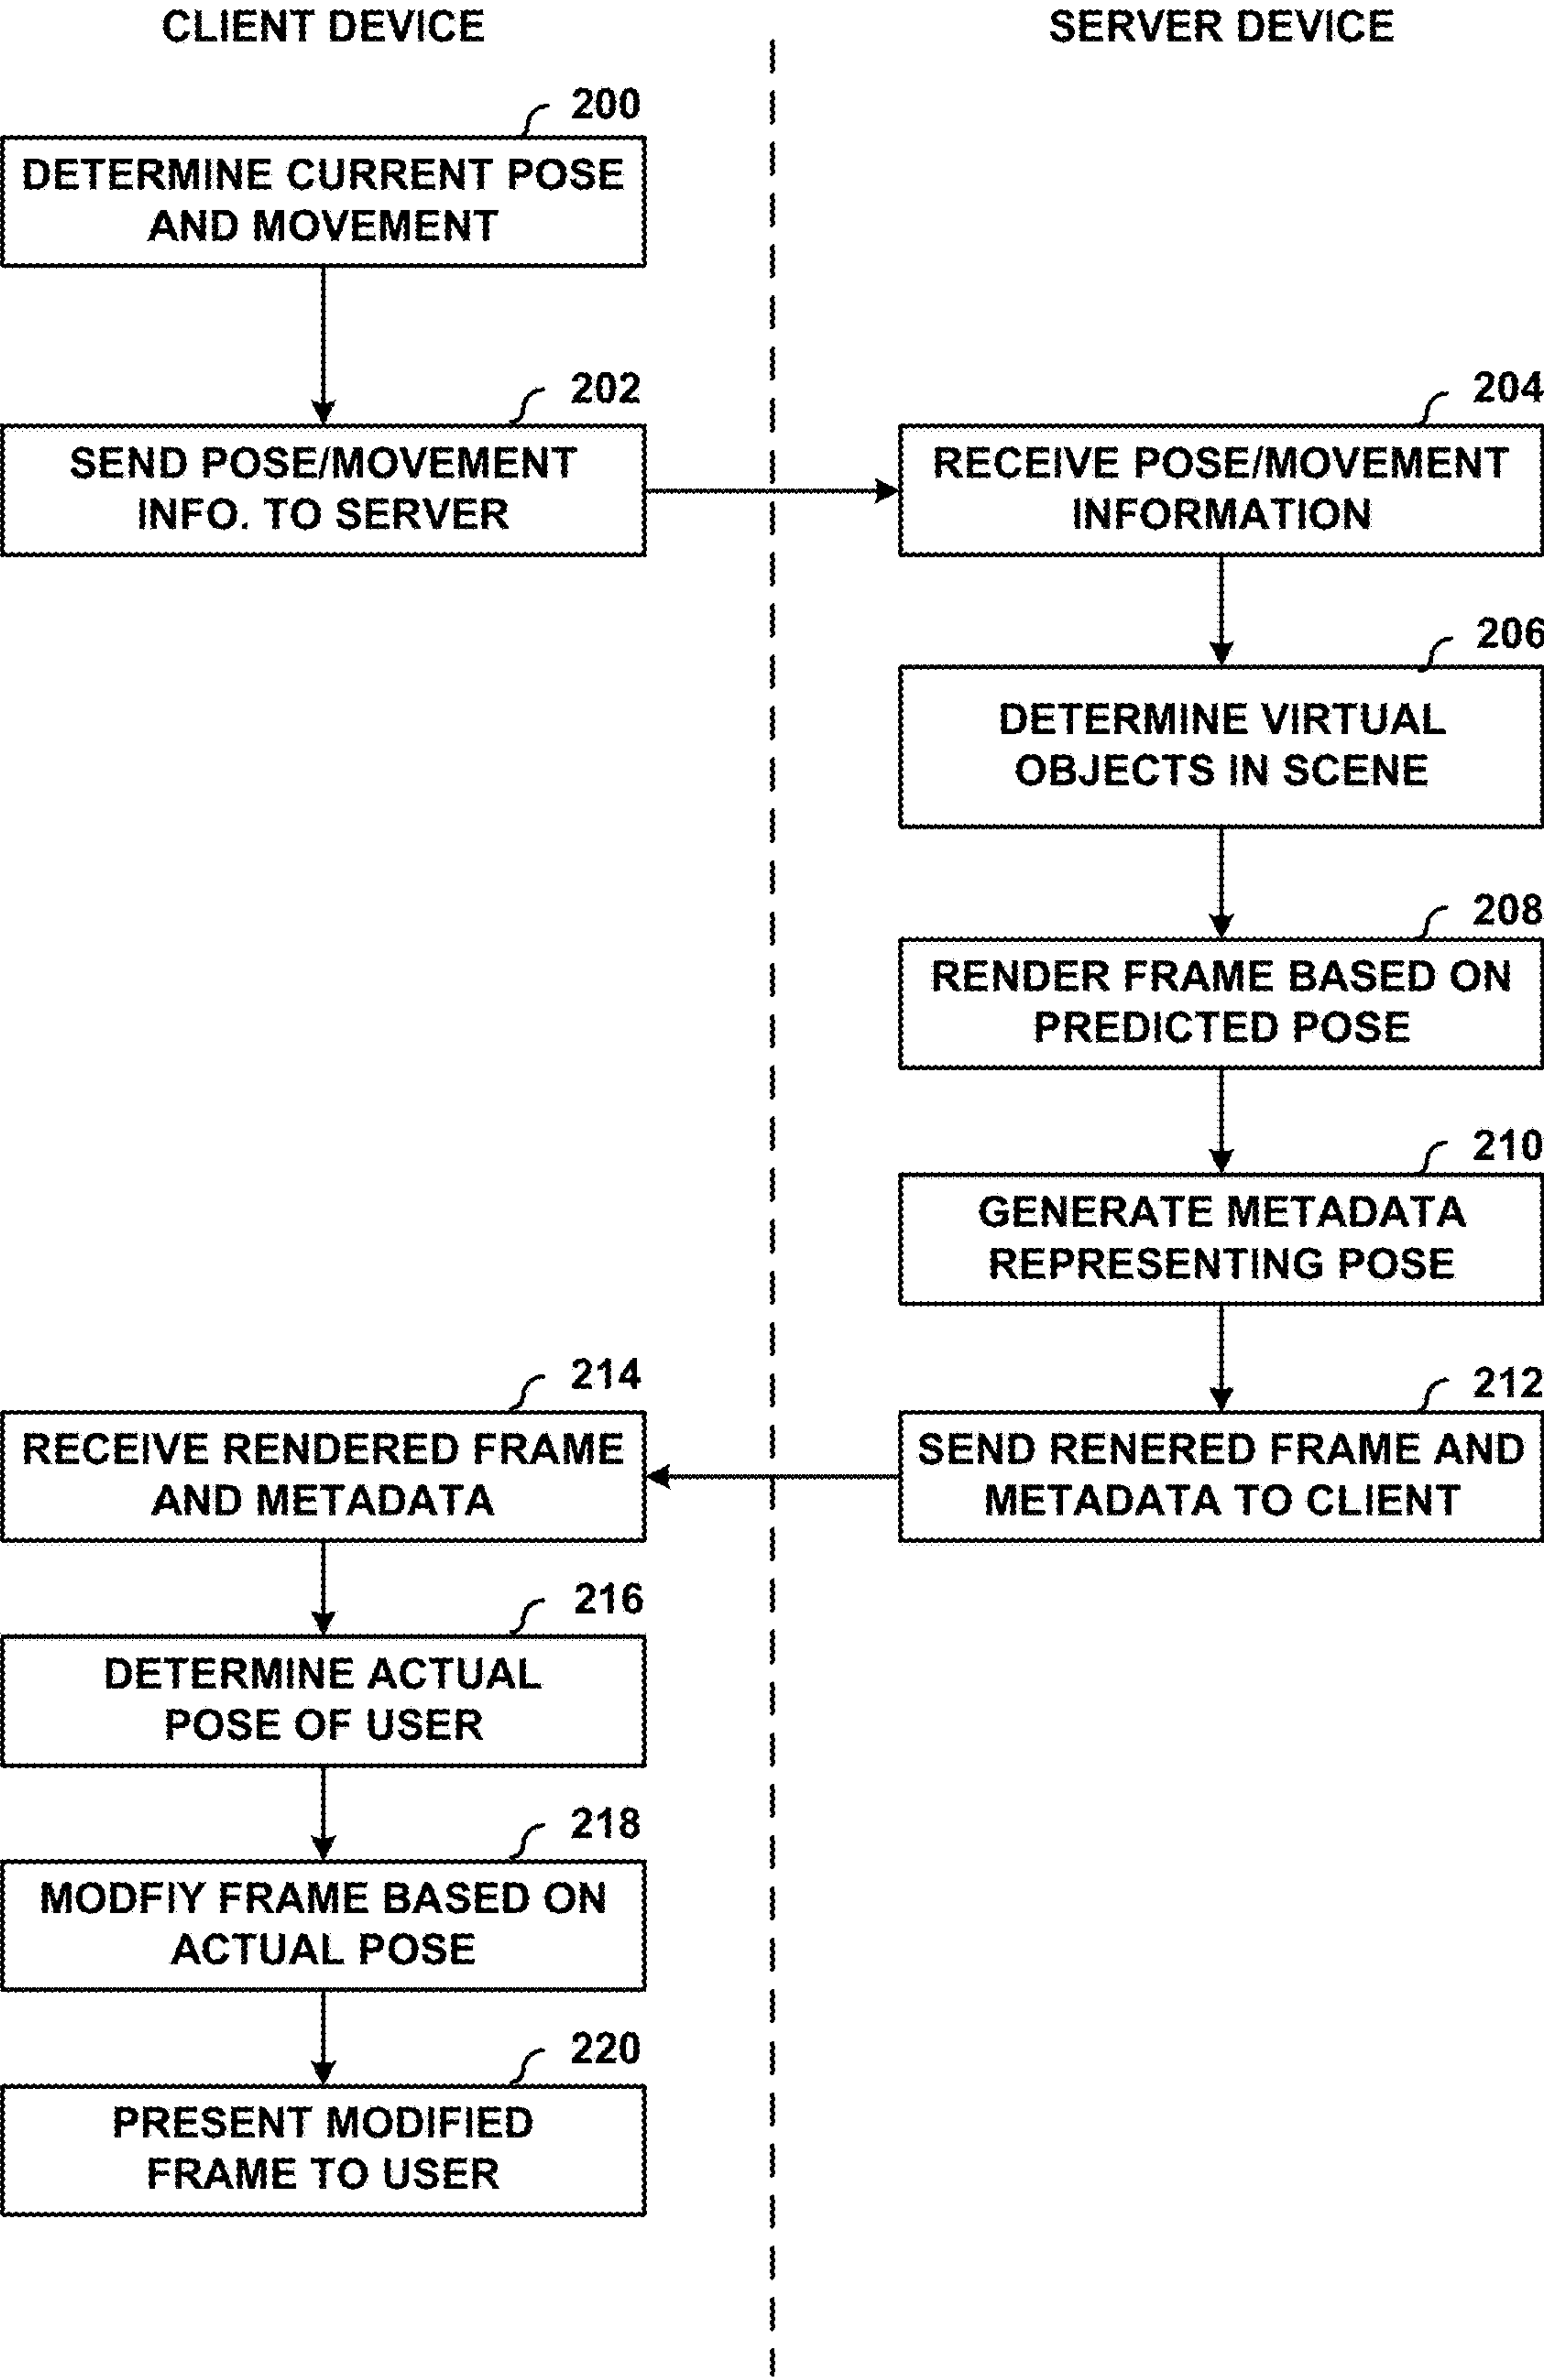 CLIENT DEVICE
SERVER DEVICE
200
DETERMINE CURRENT POSE
AND MOVEMENT
202
SEND POSE/MOVEMENT
INFO. TO SERVER
204
RECEIVE POSE/MOVEMENT
INFORMATION
206
DETERMINE VIRTUAL
OBJECTS IN SCENE
208
RENDER FRAME BASED ON
PREDICTED POSE
210
GENERATE METADATA
REPRESENTING POSE
212
SEND RENERED FRAME AND
METADATA TO CLIENT
214
RECEIVE RENDERED FRAME
AND METADATA
216
DETERMINE ACTUAL
POSE OF USER
218
MODFIY FRAME BASED ON
ACTUAL POSE
220
PRESENT MODIFIED
FRAME TO USER